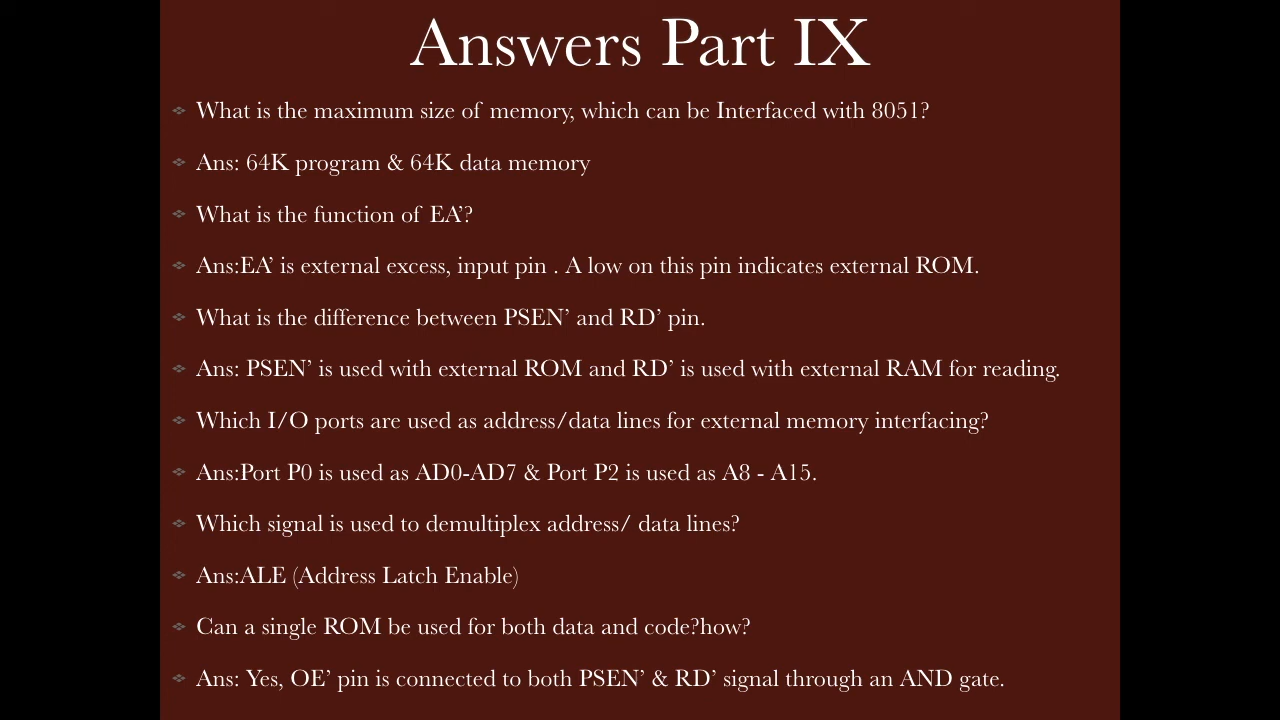 Answers Part IX
What is the maximum size of memory, which can be Interfaced with 8051?
Ans: 64K program & 64K data memory
What is the function of EA’?
Ans:EA’ is external excess, input pin . A low on this pin indicates external ROM.
What is the difference between PSEN’ and RD’ pin.
Ans: PSEN’ is used with external ROM and RD’ is used with external RAM for reading.
Which I/O ports are used as address/data lines for external memory interfacing?
Ans:Port P0 is used as AD0-AD7 & Port P2 is used as A8 - A15.
Which signal is used to demultiplex address/ data lines?
Ans:ALE (Address Latch Enable)
Can a single ROM be used for both data and code?how?
Ans: Yes, OE’ pin is connected to both PSEN’ & RD’ signal through an AND gate.